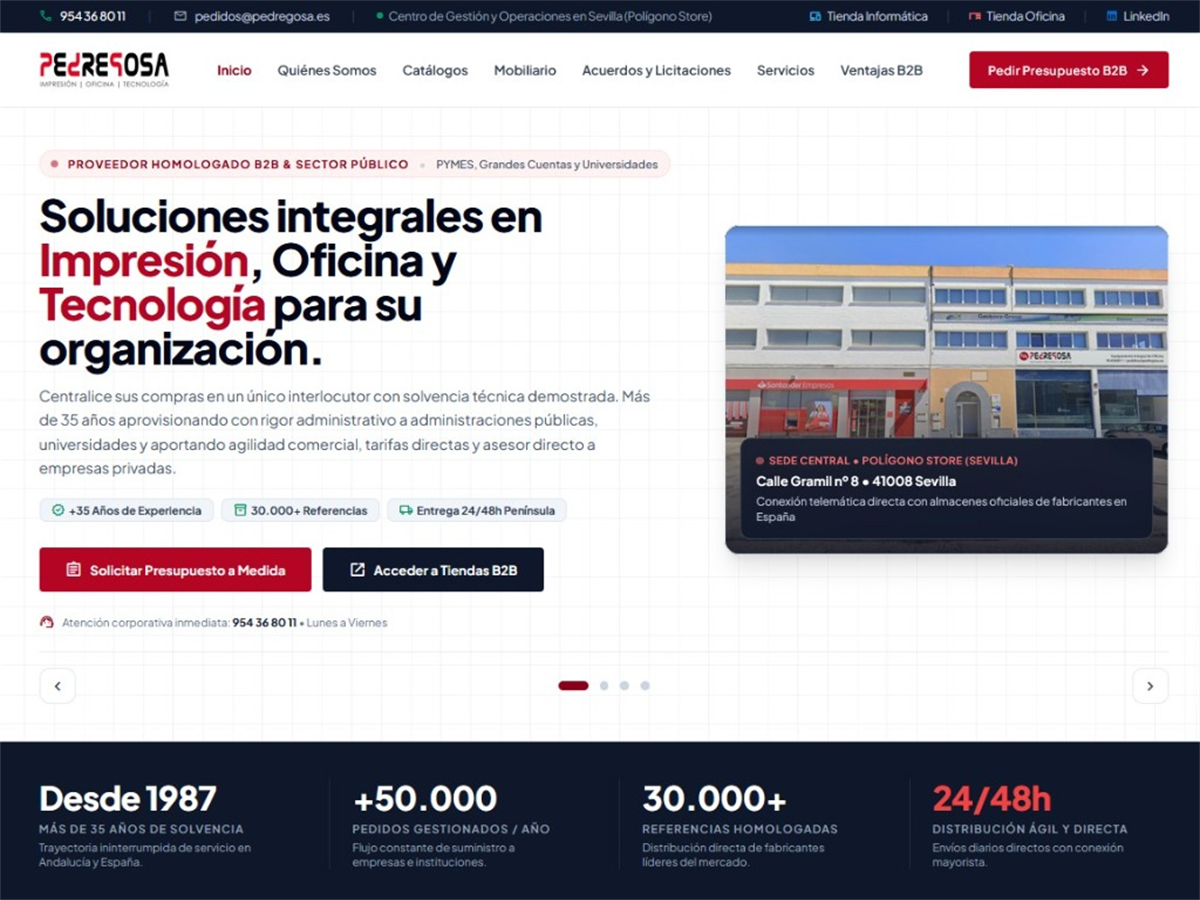 954 36 80 11
pedidos@pedregosa.es
Centro de Gestión y Operaciones en Sevilla (Polígono Store)
Tienda Informática
Tienda Oficina
LinkedIn
PEDREGOSA
IMPRESIÓN | OFICINA | TECNOLOGÍA
Inicio
Quiénes Somos
Catálogos
Mobiliario
Acuerdos y Licitaciones
Servicios
Ventajas B2B
Pedir Presupuesto B2B
PROVEEDOR HOMOLOGADO B2B & SECTOR PÚBLICO • PYMES, Grandes Cuentas y Universidades
Soluciones integrales en
Impresión, Oficina y
Tecnología para su
organización.
Centralice sus compras en un único interlocutor con solvencia técnica demostrada. Más
de 35 años aprovisionando con rigor administrativo a administraciones públicas,
universidades y aportando agilidad comercial, tarifas directas y asesor directo a
empresas privadas.
+35 Años de Experiencia
30.000+ Referencias
Entrega 24/48h Península
Solicitar Presupuesto a Medida
Acceder a Tiendas B2B
Atención corporativa inmediata: 954 36 80 11 • Lunes a Viernes
PEDREGOSA
Santander Empresas
SEDE CENTRAL • POLÍGONO STORE (SEVILLA)
Calle Gramil nº 8 • 41008 Sevilla
Conexión telemática directa con almacenes oficiales de fabricantes en
España
Desde 1987
MÁS DE 35 AÑOS DE SOLVENCIA
Trayectoria ininterrumpida de servicio en
Andalucía y España.
+50.000
PEDIDOS GESTIONADOS / AÑO
Flujo constante de suministro a
empresas e instituciones.
30.000+
REFERENCIAS HOMOLOGADAS
Distribución directa de fabricantes
líderes del mercado.
24/48h
DISTRIBUCIÓN ÁGIL Y DIRECTA
Envíos diarios directos con conexión
mayorista.